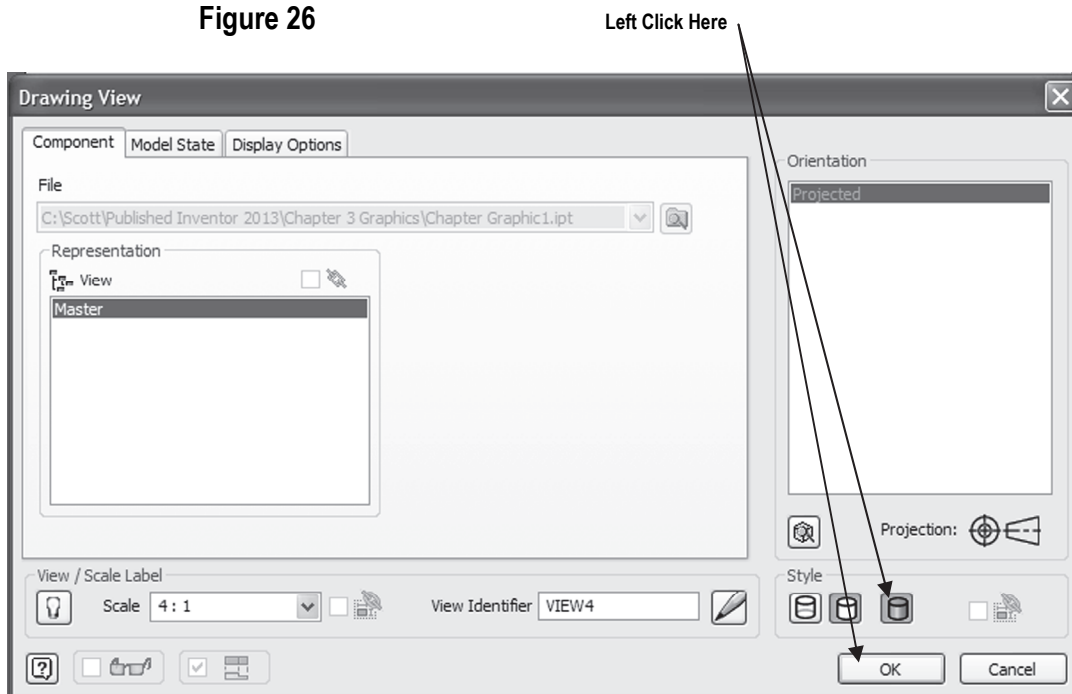 Figure 26
Left Click Here
Drawing View
Component Model State Display Options
File
C:\Scott\Published Inventor 2013\Chapter 3 Graphics\Chapter Graphic1.ipt
Representation
View
Master
Orientation
Projected
Projection:
View / Scale Label
Scale 4 : 1
View Identifier VIEW4
Style
OK Cancel